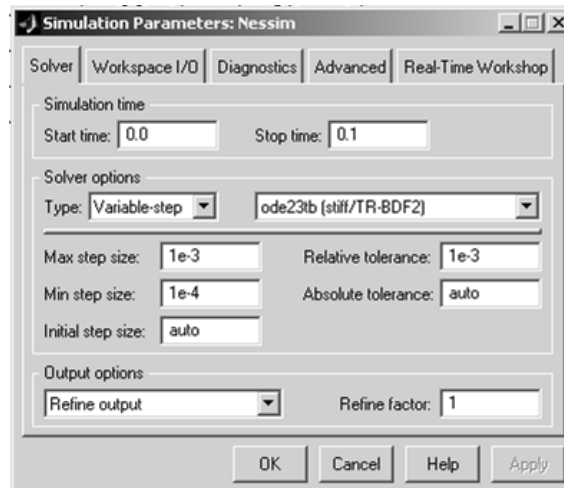 Simulation Parameters: Nessim
Solver Workspace I/O Diagnostics Advanced Real-Time Workshop
Simulation time
Start time: 0.0 Stop time: 0.1
Solver options
Type: Variable-step ode23tb (stiff/TR-BDF2)
Max step size: 1e-3 Relative tolerance: 1e-3
Min step size: 1e-4 Absolute tolerance: auto
Initial step size: auto
Output options
Refine output Refine factor: 1
OK Cancel Help Apply